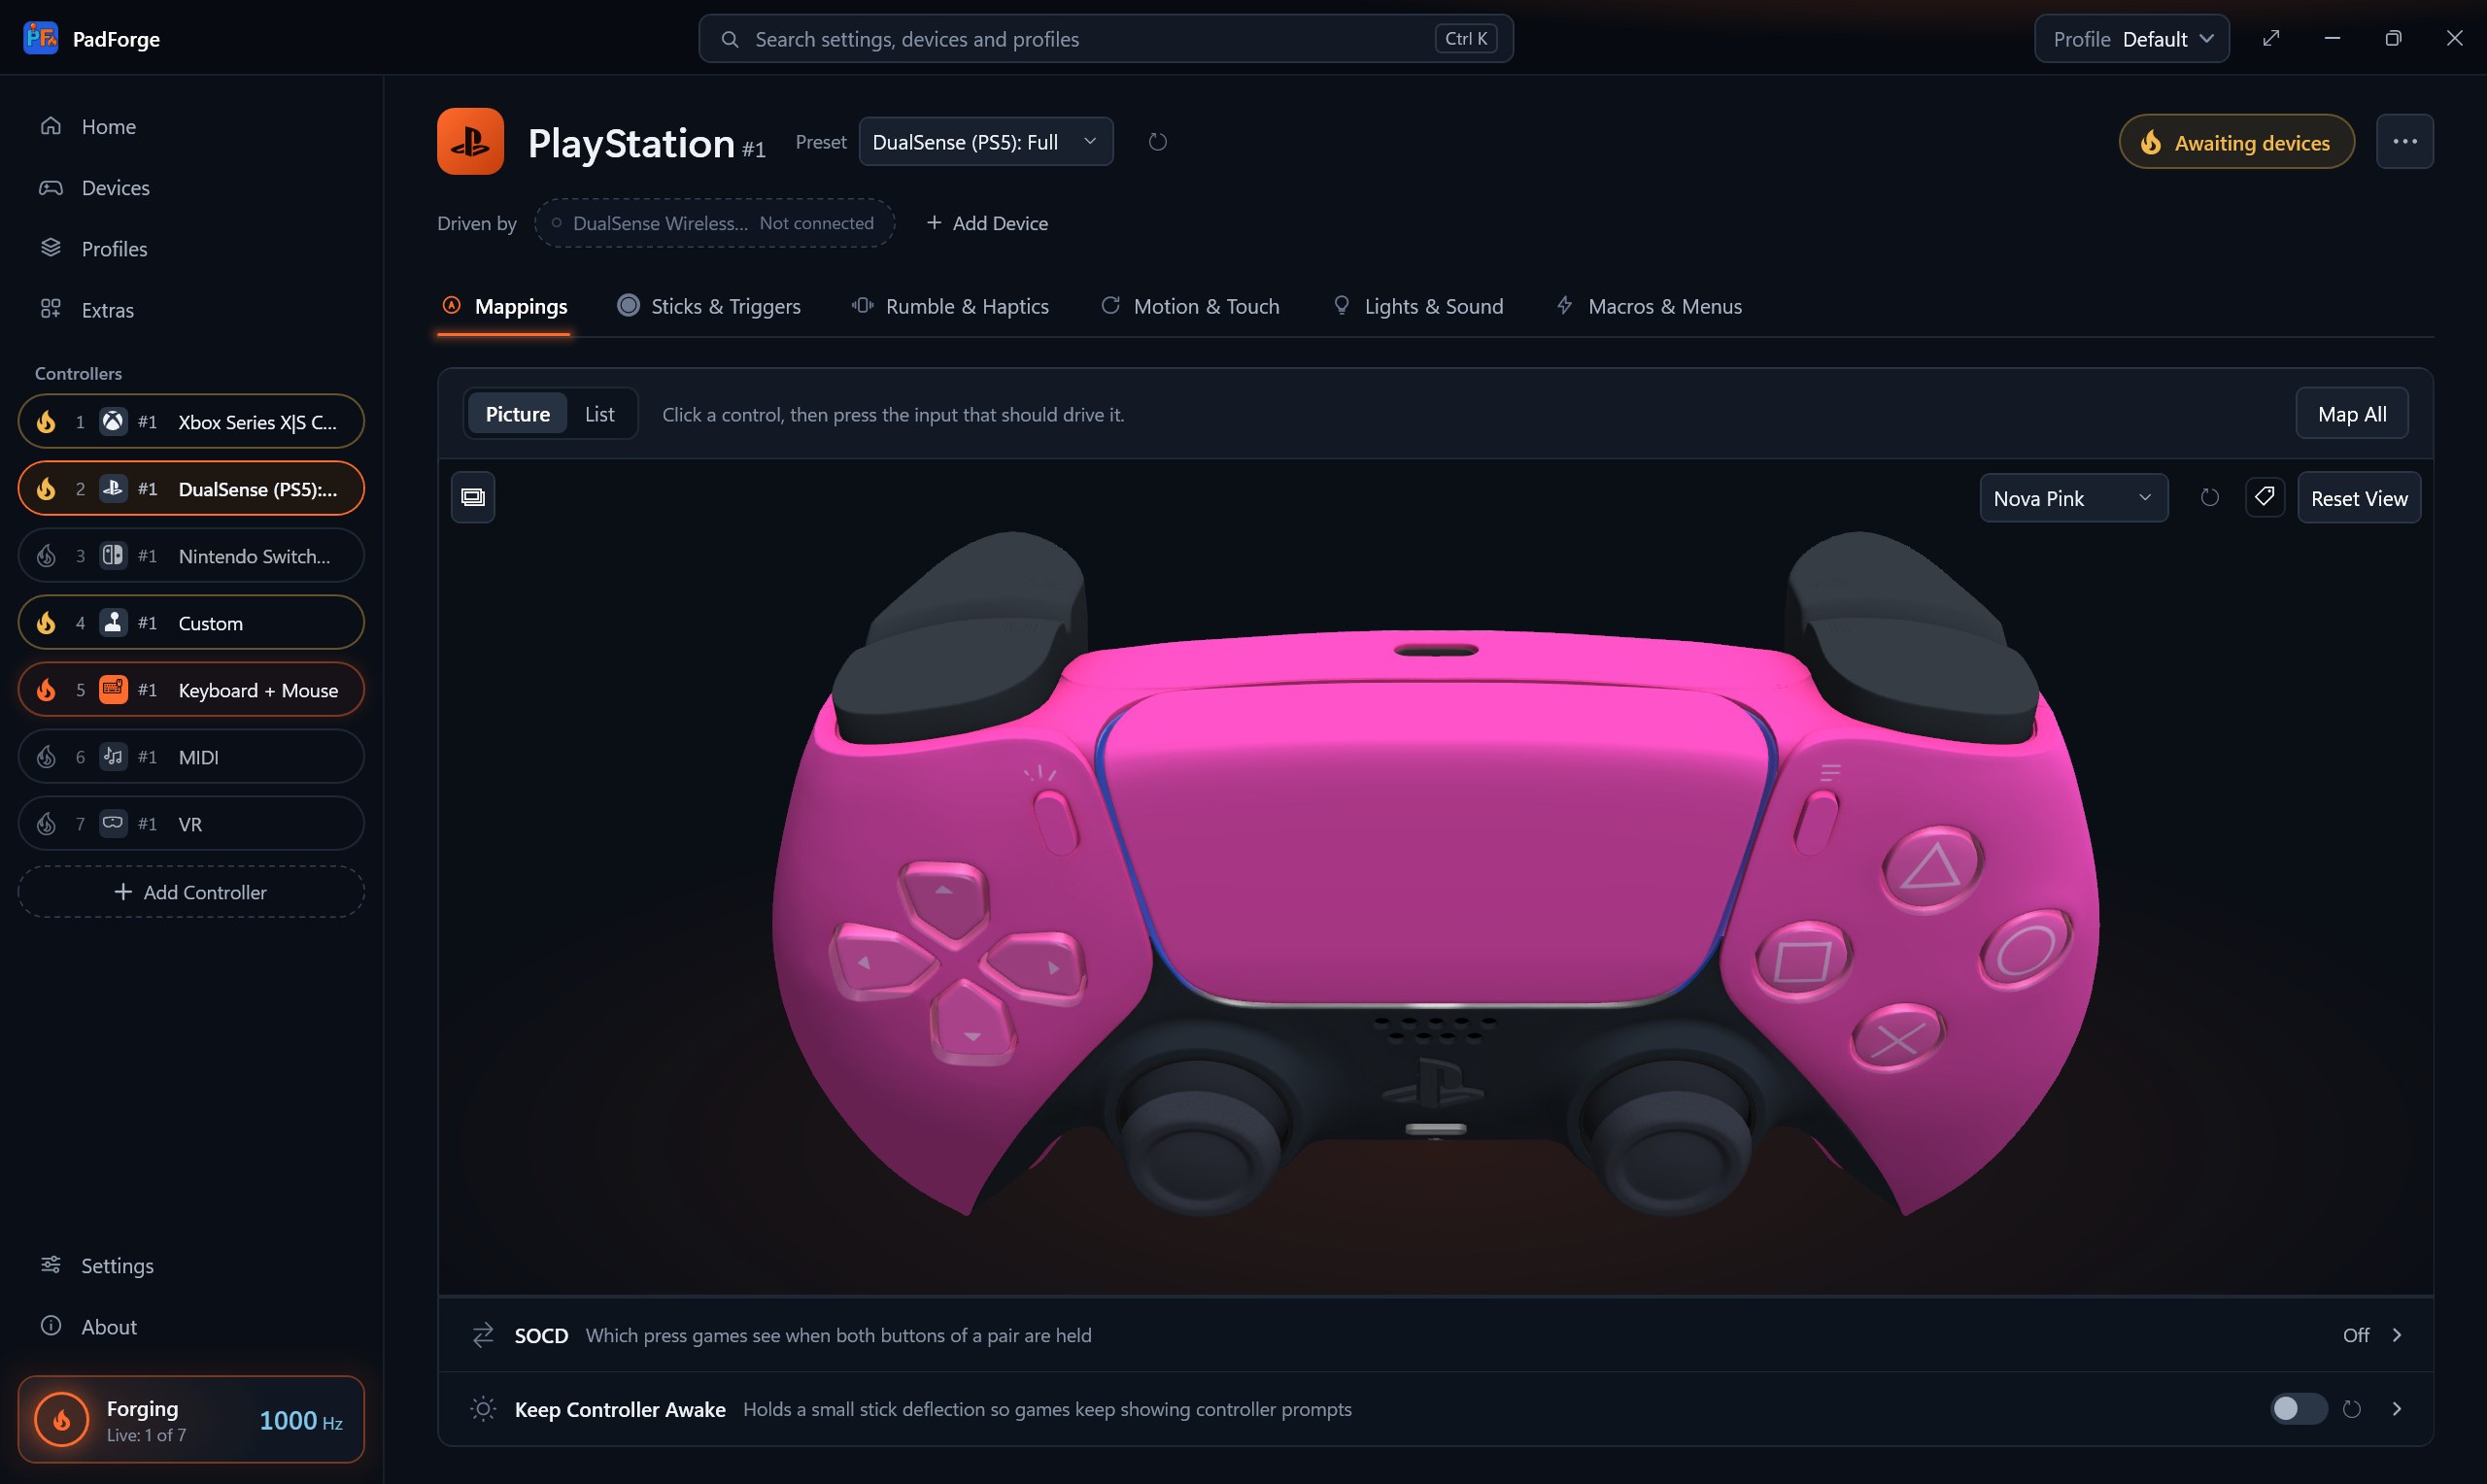 PadForge
Search settings, devices and profiles
Ctrl K
Profile Default
Home
Devices
Profiles
Extras
Controllers
1 #1 Xbox Series X|S C...
2 #1 DualSense (PS5):...
3 #1 Nintendo Switch...
4 #1 Custom
5 #1 Keyboard + Mouse
6 #1 MIDI
7 #1 VR
+ Add Controller
Settings
About
Forging
Live: 1 of 7
1000 Hz
PlayStation #1
Preset
DualSense (PS5): Full
Awaiting devices
Driven by
DualSense Wireless... Not connected
+ Add Device
Mappings
Sticks & Triggers
Rumble & Haptics
Motion & Touch
Lights & Sound
Macros & Menus
Picture
List
Click a control, then press the input that should drive it.
Map All
Nova Pink
Reset View
SOCD Which press games see when both buttons of a pair are held
Off
Keep Controller Awake Holds a small stick deflection so games keep showing controller prompts